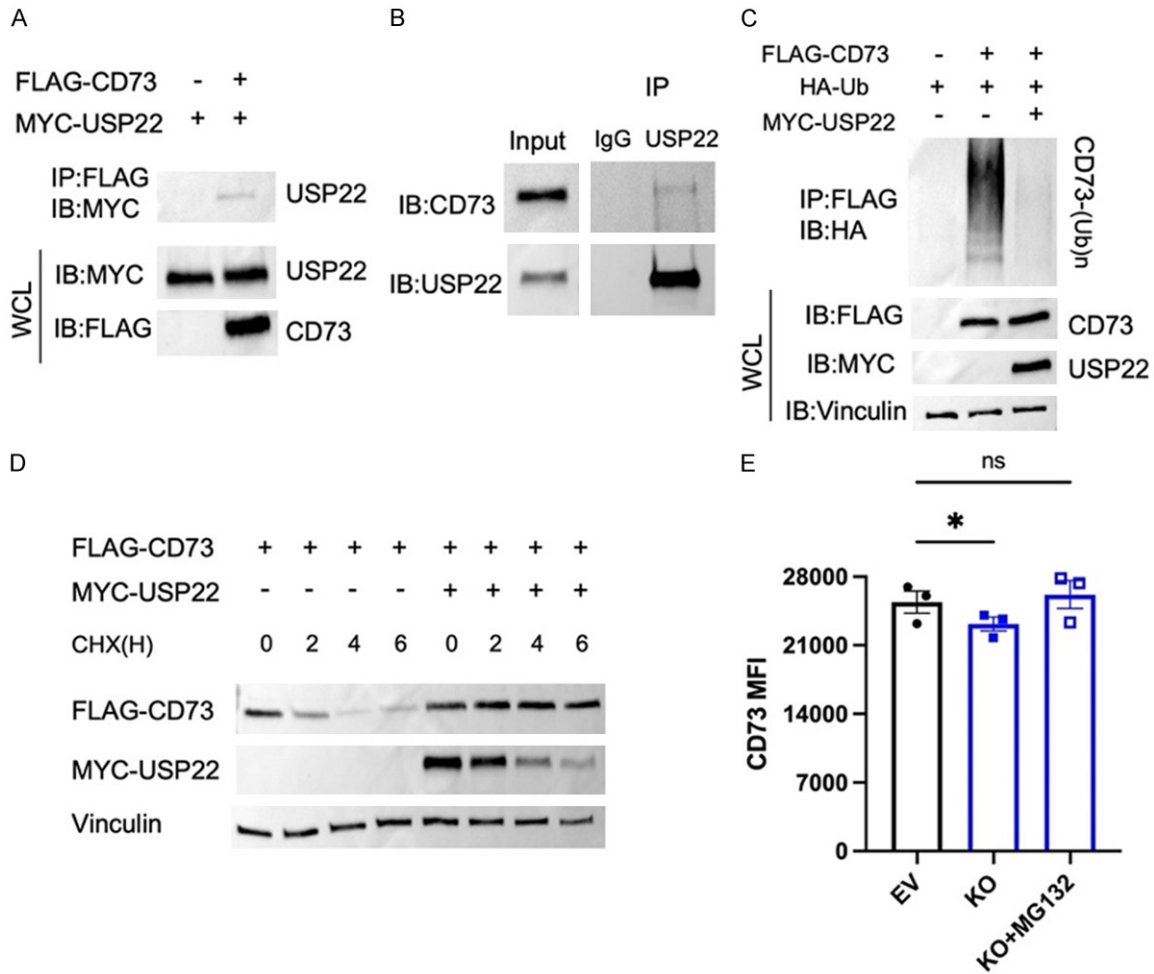 A
FLAG-CD73 - +
MYC-USP22 + +
IP:FLAG
IB:MYC
USP22
WCL
IB:MYC USP22
IB:FLAG CD73
B
IP
Input IgG USP22
IB:CD73
IB:USP22
C
FLAG-CD73 - + +
HA-Ub + + +
MYC-USP22 - - +
IP:FLAG
IB:HA
CD73-(Ub)n
WCL
IB:FLAG CD73
IB:MYC USP22
IB:Vinculin
D
FLAG-CD73 + + + + + + + +
MYC-USP22 - - - - + + + +
CHX(H) 0 2 4 6 0 2 4 6
FLAG-CD73
MYC-USP22
Vinculin
E
ns
*
28000
21000
14000
7000
0
CD73 MFI
EV
KO
KO+MG132